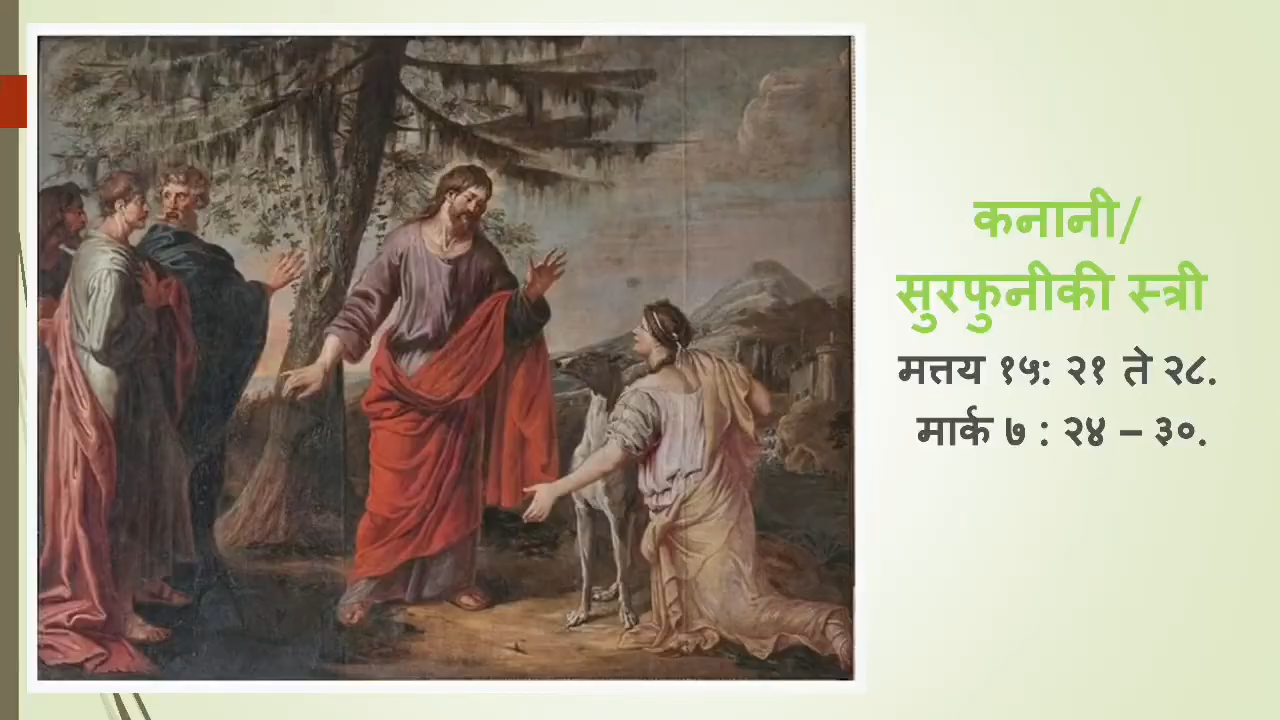 कनानी/
सुरफुनीकी स्त्री
मत्तय १५: २१ ते २८.
मार्क ७ : २४ – ३०.